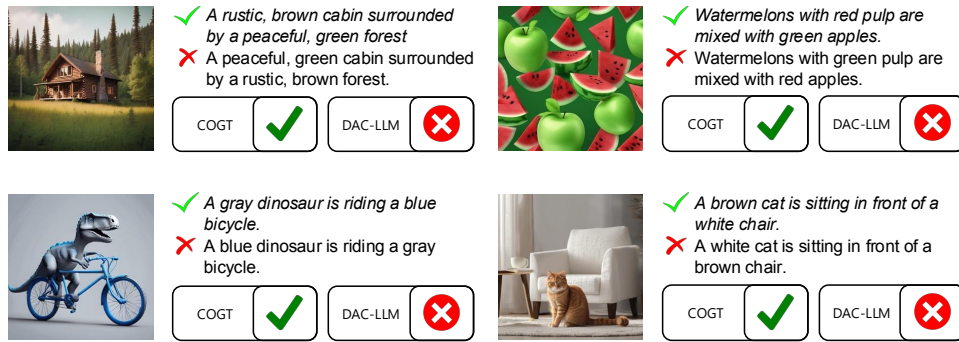 A rustic, brown cabin surrounded
by a peaceful, green forest
A peaceful, green cabin surrounded
by a rustic, brown forest.
COGT
DAC-LLM
Watermelons with red pulp are
mixed with green apples.
Watermelons with green pulp are
mixed with red apples.
COGT
DAC-LLM
A gray dinosaur is riding a blue
bicycle.
A blue dinosaur is riding a gray
bicycle.
COGT
DAC-LLM
A brown cat is sitting in front of a
white chair.
A white cat is sitting in front of a
brown chair.
COGT
DAC-LLM